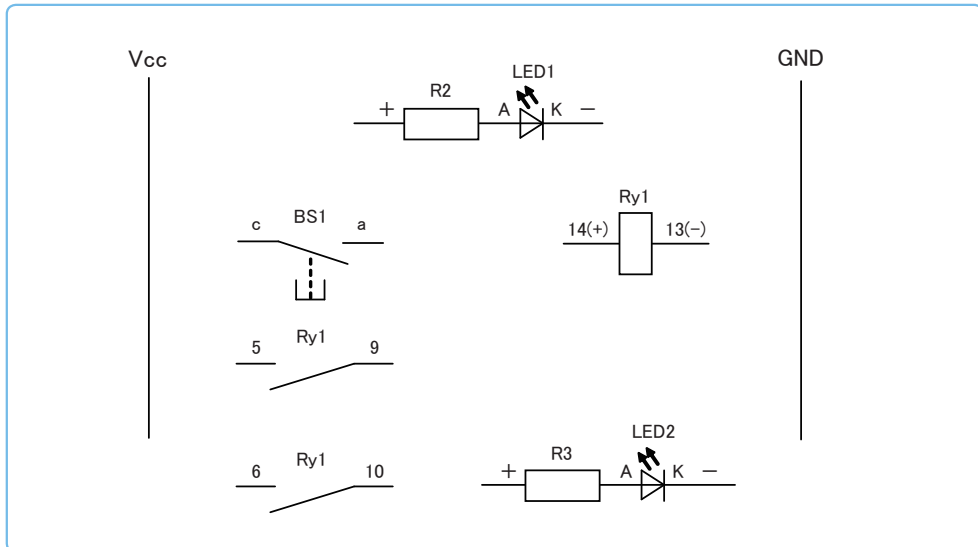 Vcc
GND
LED1
R2
+ A K −
Ry1
BS1
c a
14(+) 13(−)
Ry1
5 9
LED2
R3
Ry1
6 10
+ A K −